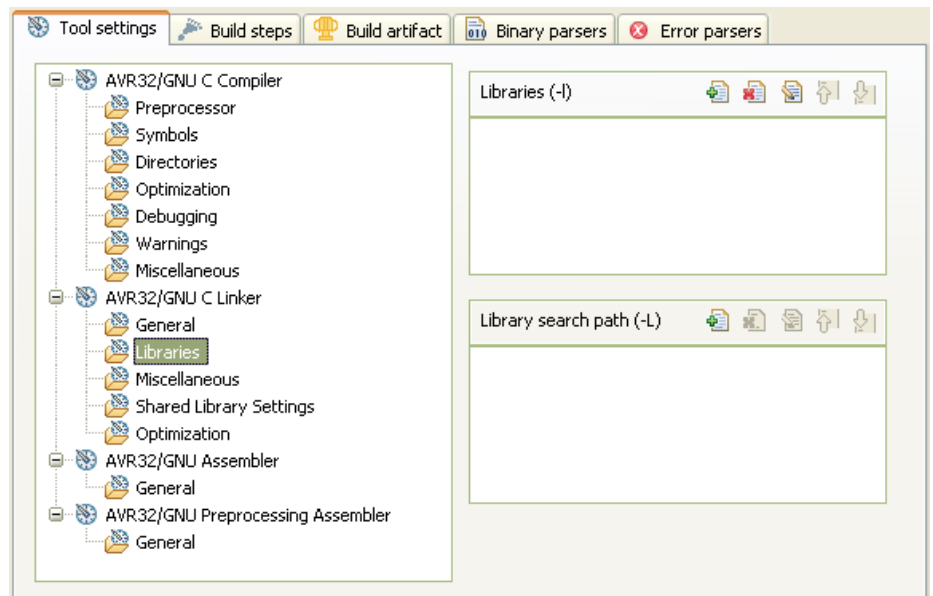 Tool settings Build steps Build artifact Binary parsers Error parsers
AVR32/GNU C Compiler
Preprocessor
Symbols
Directories
Optimization
Debugging
Warnings
Miscellaneous
AVR32/GNU C Linker
General
Libraries
Miscellaneous
Shared Library Settings
Optimization
AVR32/GNU Assembler
General
AVR32/GNU Preprocessing Assembler
General
Libraries (-l)
Library search path (-L)